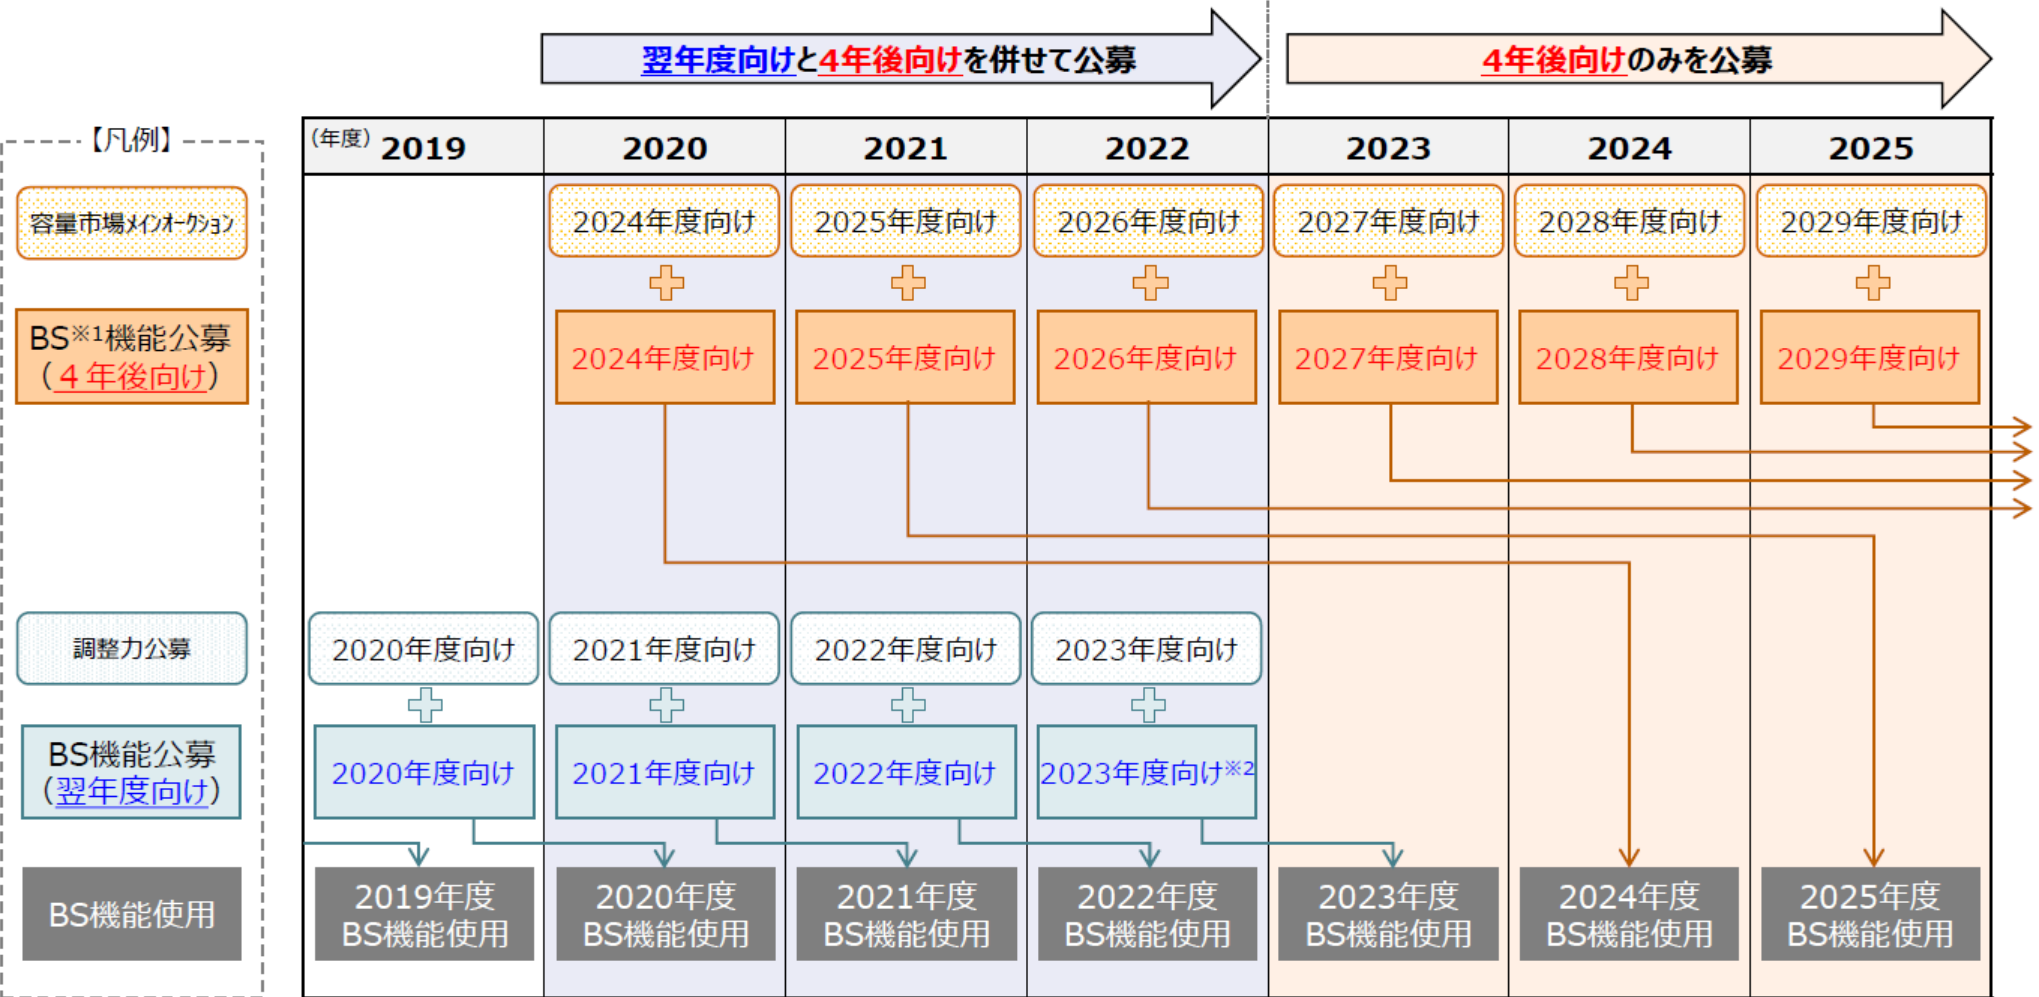 翌年度向けと4年後向けを併せて公募
4年後向けのみを公募
【凡例】
容量市場メインオークション
BS※1機能公募
（４年後向け）
調整力公募
BS機能公募
（翌年度向け）
BS機能使用
（年度） 2019 2020 2021 2022 2023 2024 2025
2024年度向け 2025年度向け 2026年度向け 2027年度向け 2028年度向け 2029年度向け
2024年度向け 2025年度向け 2026年度向け 2027年度向け 2028年度向け 2029年度向け
2020年度向け 2021年度向け 2022年度向け 2023年度向け
2020年度向け 2021年度向け 2022年度向け 2023年度向け※2
2019年度 2020年度 2021年度 2022年度 2023年度 2024年度 2025年度
BS機能使用 BS機能使用 BS機能使用 BS機能使用 BS機能使用 BS機能使用 BS機能使用